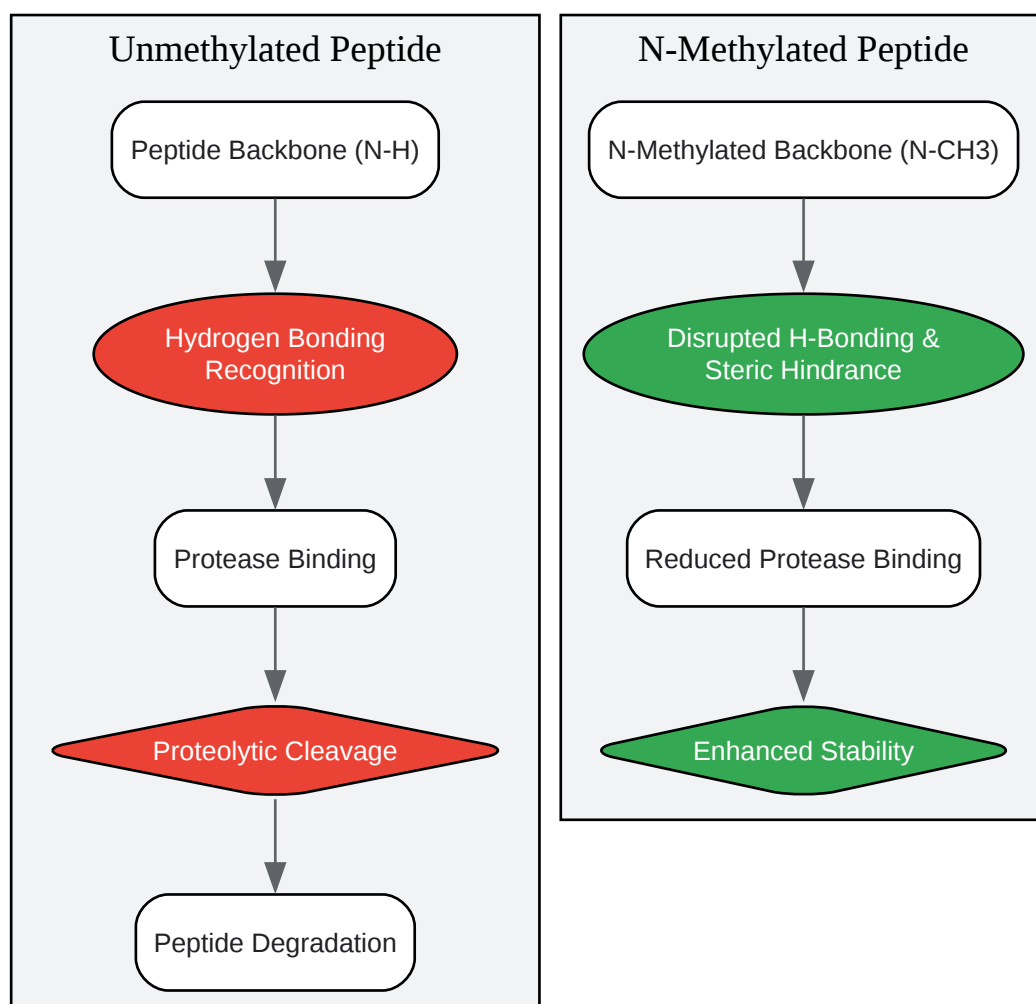 Unmethylated Peptide
Peptide Backbone (N-H)
Hydrogen Bonding
Recognition
Protease Binding
Proteolytic Cleavage
Peptide Degradation
N-Methylated Peptide
N-Methylated Backbone (N-CH3)
Disrupted H-Bonding &
Steric Hindrance
Reduced Protease Binding
Enhanced Stability